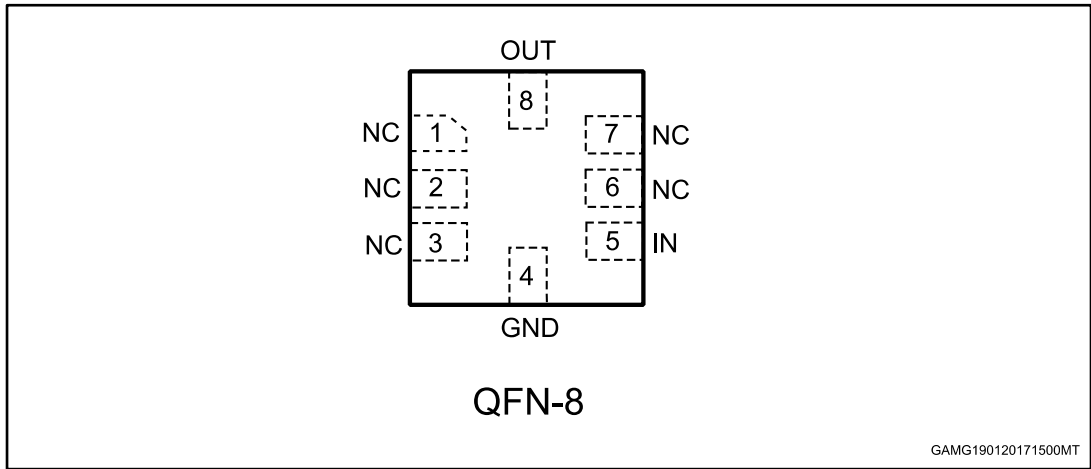 OUT
8
NC 1 7 NC
NC 2 6 NC
NC 3 5 IN
4
GND
QFN-8
GAMG190120171500MT